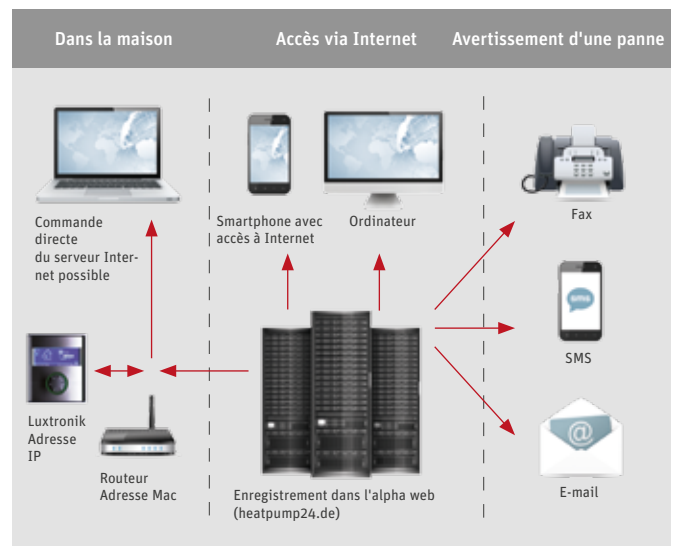 Dans la maison
Accès via Internet
Avertissement d'une panne
Commande
directe
du serveur Inter-
net possible
Smartphone avec
accès à Internet
Ordinateur
Fax
sms
SMS
Luxtronik
Adresse
IP
Routeur
Adresse Mac
Enregistrement dans l'alpha web
(heatpump24.de)
@
E-mail